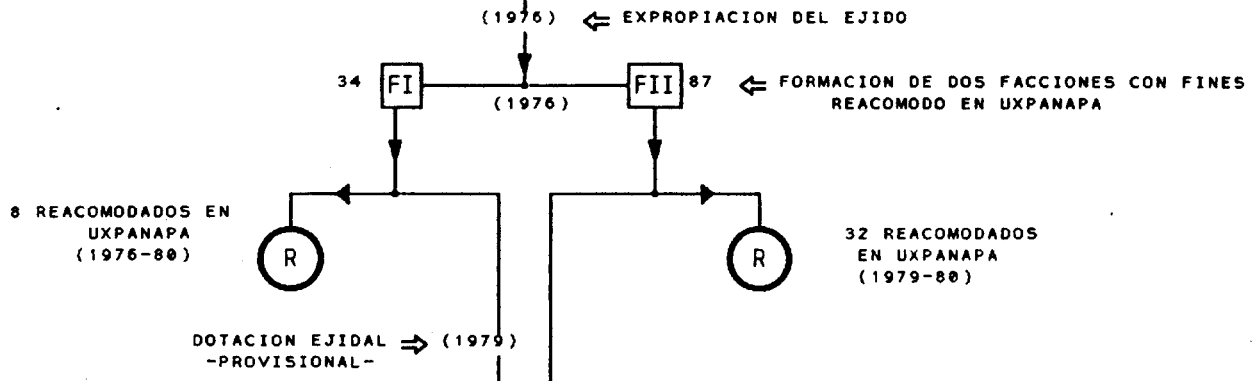 (1976) ⇐ EXPROPIACION DEL EJIDO
34 FI FII 87 ⇐ FORMACION DE DOS FACCIONES CON FINES
(1976) REACOMODO EN UXPANAPA
8 REACOMODADOS EN
UXPANAPA
(1976-80)
R
R
32 REACOMODADOS
EN UXPANAPA
(1979-80)
DOTACION EJIDAL ⇒ (1979)
-PROVISIONAL-